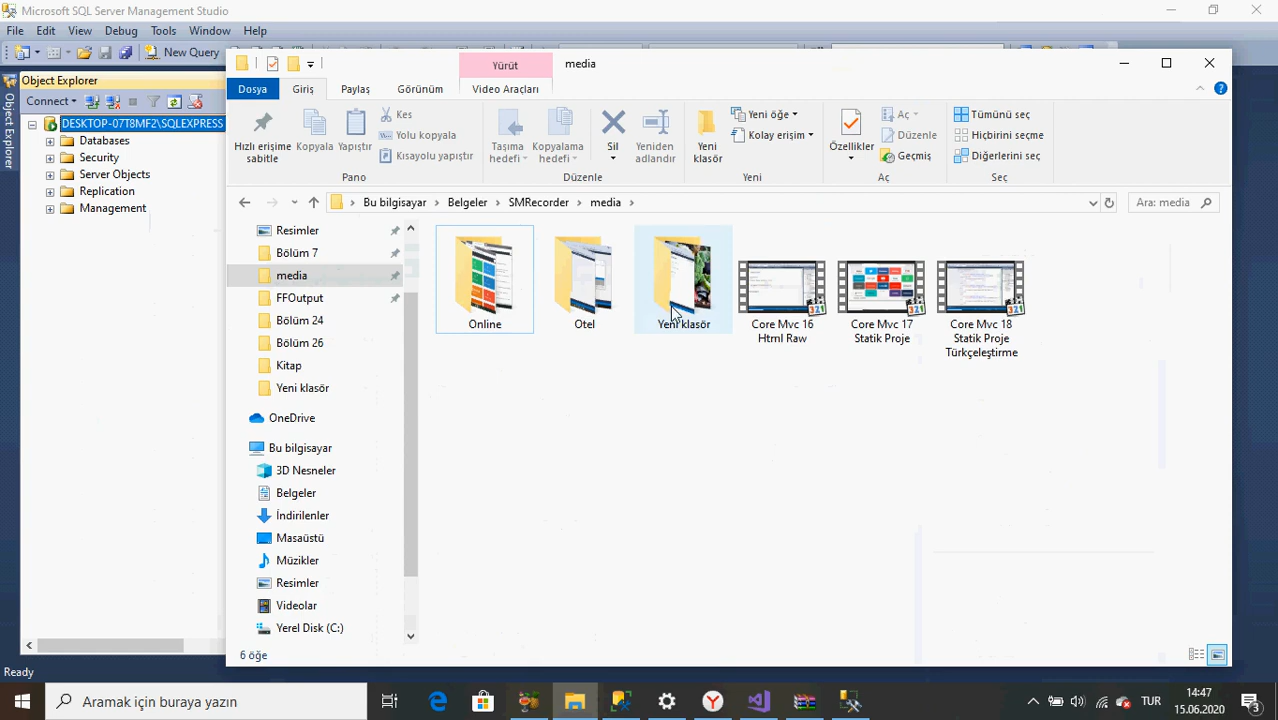 Microsoft SQL Server Management Studio
File Edit View Debug Tools Window Help
New Query
Object Explorer
Connect
DESKTOP-07T8MF2\SQLEXPRESS
Databases
Security
Server Objects
Replication
Management
Object Explorer
Ready
Yürüt
media
Dosya Giriş Paylaş Görünüm Video Araçları
Hızlı erişime sabitle
Kopyala
Yapıştır
Kes
Yolu kopyala
Kısayolu yapıştır
Pano
Taşıma hedefi
Kopyalama hedefi
Sil
Yeniden adlandır
Düzenle
Yeni klasör
Yeni öğe
Kolay erişim
Yeni
Özellikler
Aç
Düzenle
Geçmiş
Aç
Tümünü seç
Hiçbirini seçme
Diğerlerini seç
Seç
Bu bilgisayar > Belgeler > SMRecorder > media >
Ara: media
Resimler
Bölüm 7
media
FFOutput
Bölüm 24
Bölüm 26
Kitap
Yeni klasör
OneDrive
Bu bilgisayar
3D Nesneler
Belgeler
İndirilenler
Masaüstü
Müzikler
Resimler
Videolar
Yerel Disk (C:)
Online
Otel
Yeni klasör
Core Mvc 16
Html Raw
Core Mvc 17
Statik Proje
Core Mvc 18
Statik Proje
Türkçeleştirme
6 öğe
Aramak için buraya yazın
TUR
14:47
15.06.2020
3